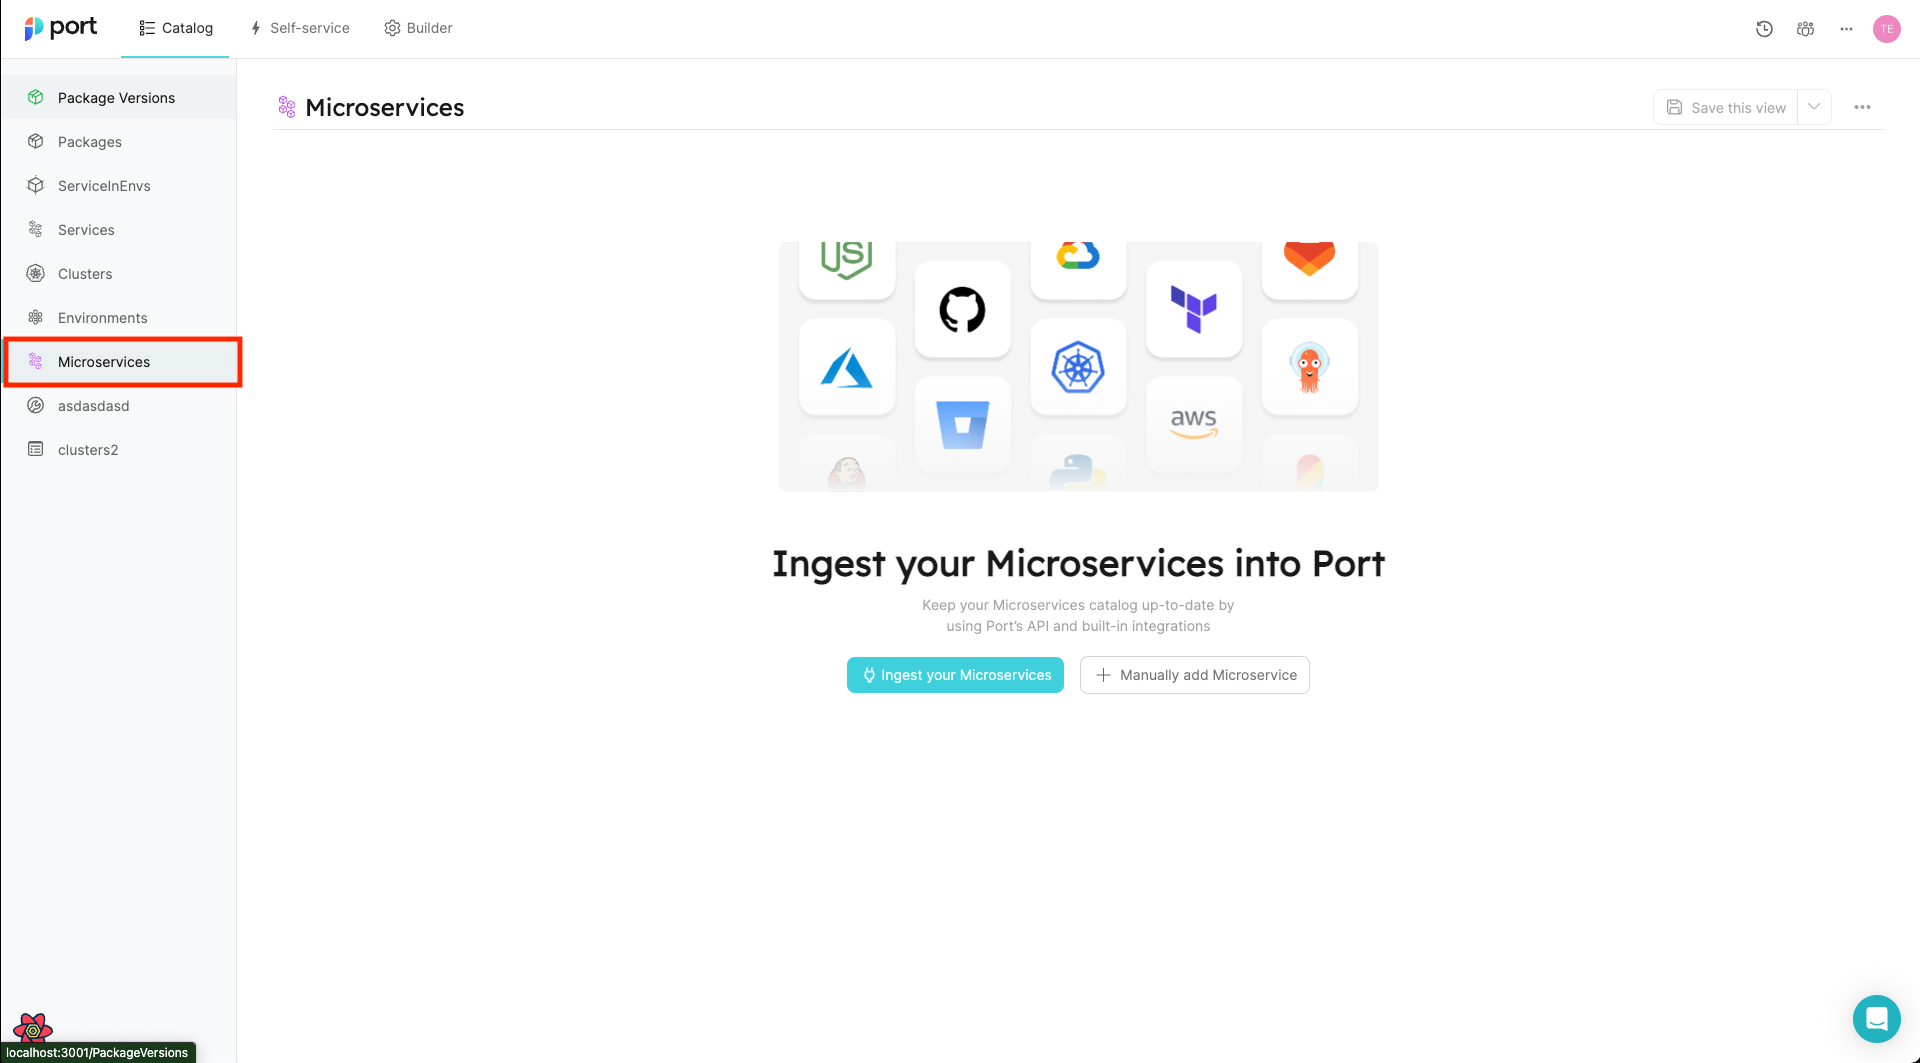 port
Catalog
Self-service
Builder
TE
Package Versions
Packages
ServiceInEnvs
Services
Clusters
Environments
Microservices
asdasdasd
clusters2
Microservices
Save this view
JS
aws
Ingest your Microservices into Port
Keep your Microservices catalog up-to-date by
using Port's API and built-in integrations
Ingest your Microservices
Manually add Microservice
localhost:3001/PackageVersions